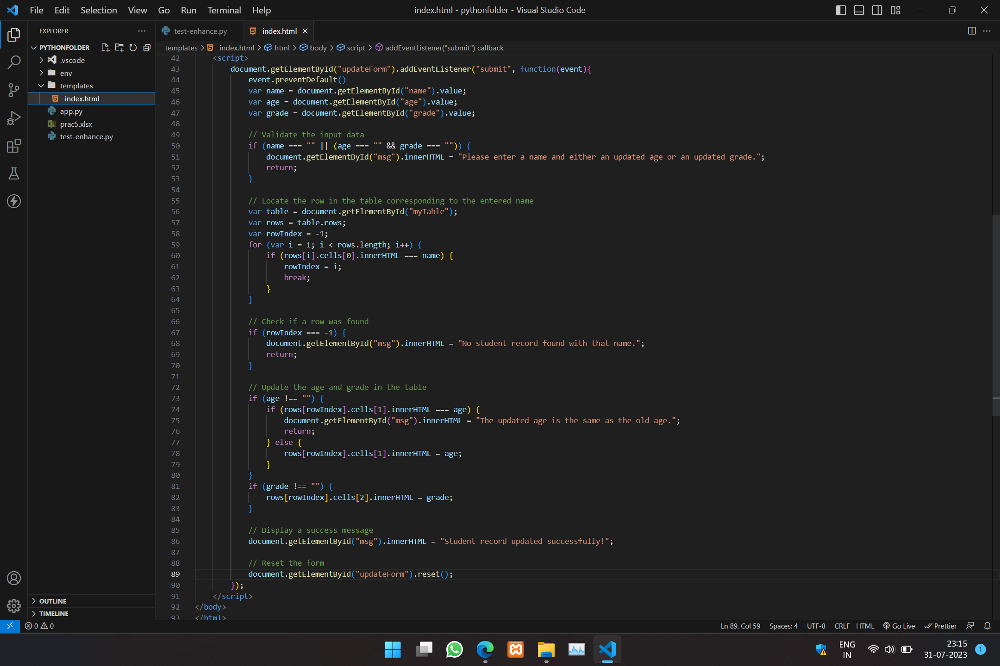 File Edit Selection View Go Run Terminal Help
index.html - pythonfolder - Visual Studio Code
EXPLORER
PYTHONFOLDER
.vscode
env
templates
index.html
app.py
prac5.xlsx
test-enhance.py
OUTLINE
TIMELINE
test-enhance.py index.html
templates > index.html > html > body > script > addEventListener("submit") callback
42 <script>
43 document.getElementById("updateForm").addEventListener("submit", function(event){
44 event.preventDefault()
45 var name = document.getElementById("name").value;
46 var age = document.getElementById("age").value;
47 var grade = document.getElementById("grade").value;
48
49 // Validate the input data
50 if (name === "" || (age === "" && grade === "")) {
51 document.getElementById("msg").innerHTML = "Please enter a name and either an updated age or an updated grade.";
52 return;
53 }
54
55 // Locate the row in the table corresponding to the entered name
56 var table = document.getElementById("myTable");
57 var rows = table.rows;
58 var rowIndex = -1;
59 for (var i = 1; i < rows.length; i++) {
60 if (rows[i].cells[0].innerHTML === name) {
61 rowIndex = i;
62 break;
63 }
64 }
65
66 // Check if a row was found
67 if (rowIndex === -1) {
68 document.getElementById("msg").innerHTML = "No student record found with that name.";
69 return;
70 }
71
72 // Update the age and grade in the table
73 if (age !== "") {
74 if (rows[rowIndex].cells[1].innerHTML === age) {
75 document.getElementById("msg").innerHTML = "The updated age is the same as the old age.";
76 return;
77 } else {
78 rows[rowIndex].cells[1].innerHTML = age;
79 }
80 }
81 if (grade !== "") {
82 rows[rowIndex].cells[2].innerHTML = grade;
83 }
84
85 // Display a success message
86 document.getElementById("msg").innerHTML = "Student record updated successfully!";
87
88 // Reset the form
89 document.getElementById("updateForm").reset();
90 });
91 </script>
92 </body>
93 </html>
0 0 Ln 89, Col 59 Spaces: 4 UTF-8 CRLF HTML Go Live Prettier
ENG
IN
23:15
31-07-2023
1